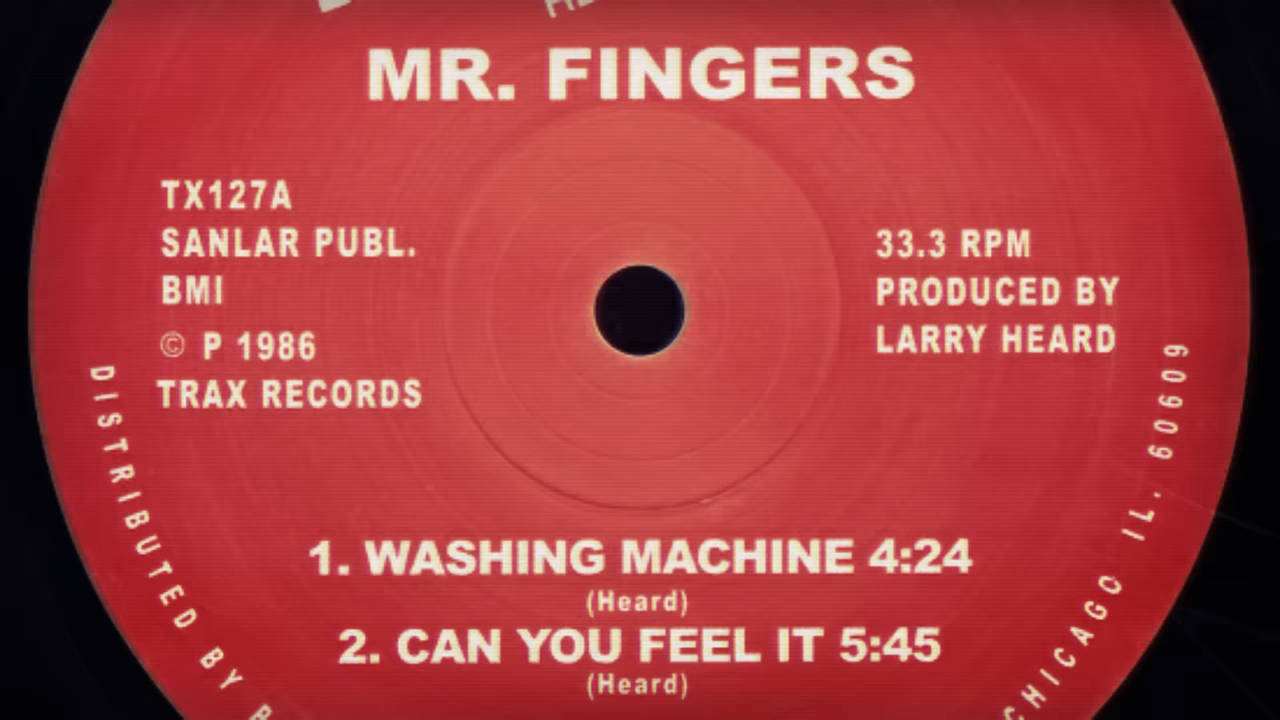 MR. FINGERS
TX127A
SANLAR PUBL.
BMI
© P 1986
TRAX RECORDS
33.3 RPM
PRODUCED BY
LARRY HEARD
1. WASHING MACHINE 4:24
(Heard)
2. CAN YOU FEEL IT 5:45
(Heard)
DISTRIBUTED BY
CHICAGO IL. 60609